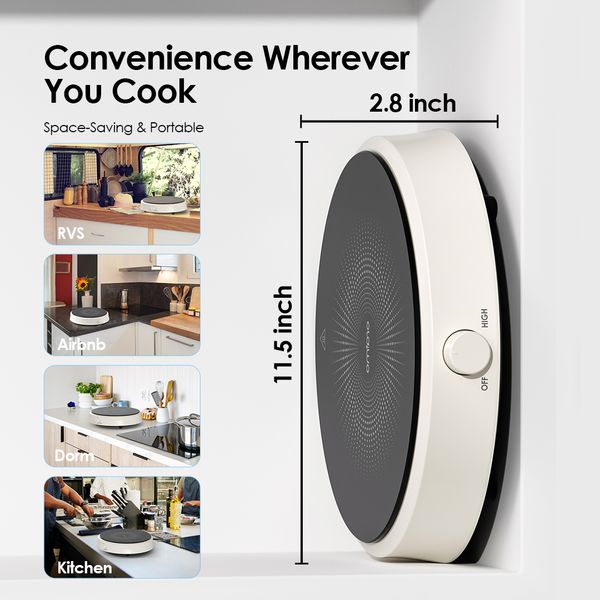 Convenience Wherever
You Cook
Space-Saving & Portable
2.8 inch
11.5 inch
RVS
Airbnb
Dorm
Kitchen
HIGH
OFF